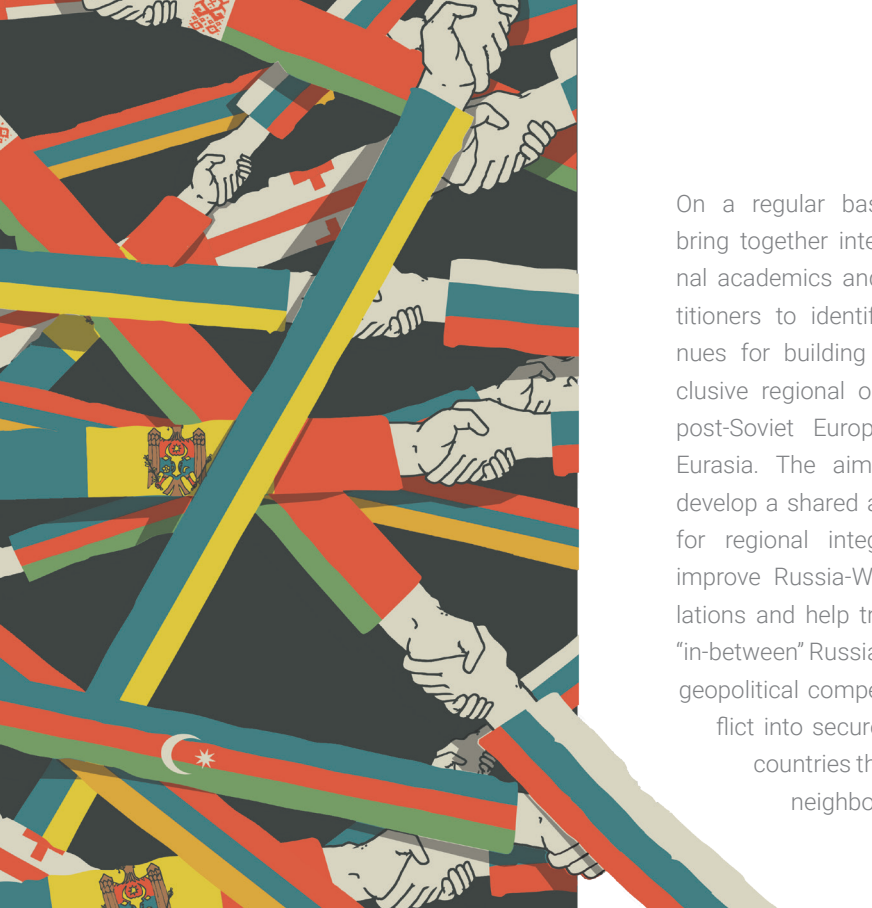 On a regular bas
bring together inte
nal academics and
titioners to identif
nues for building
clusive regional o
post-Soviet Europ
Eurasia. The aim
develop a shared a
for regional integ
improve Russia-W
lations and help tr
“in-between” Russia
geopolitical compe
flict into secure
countries th
neighbo